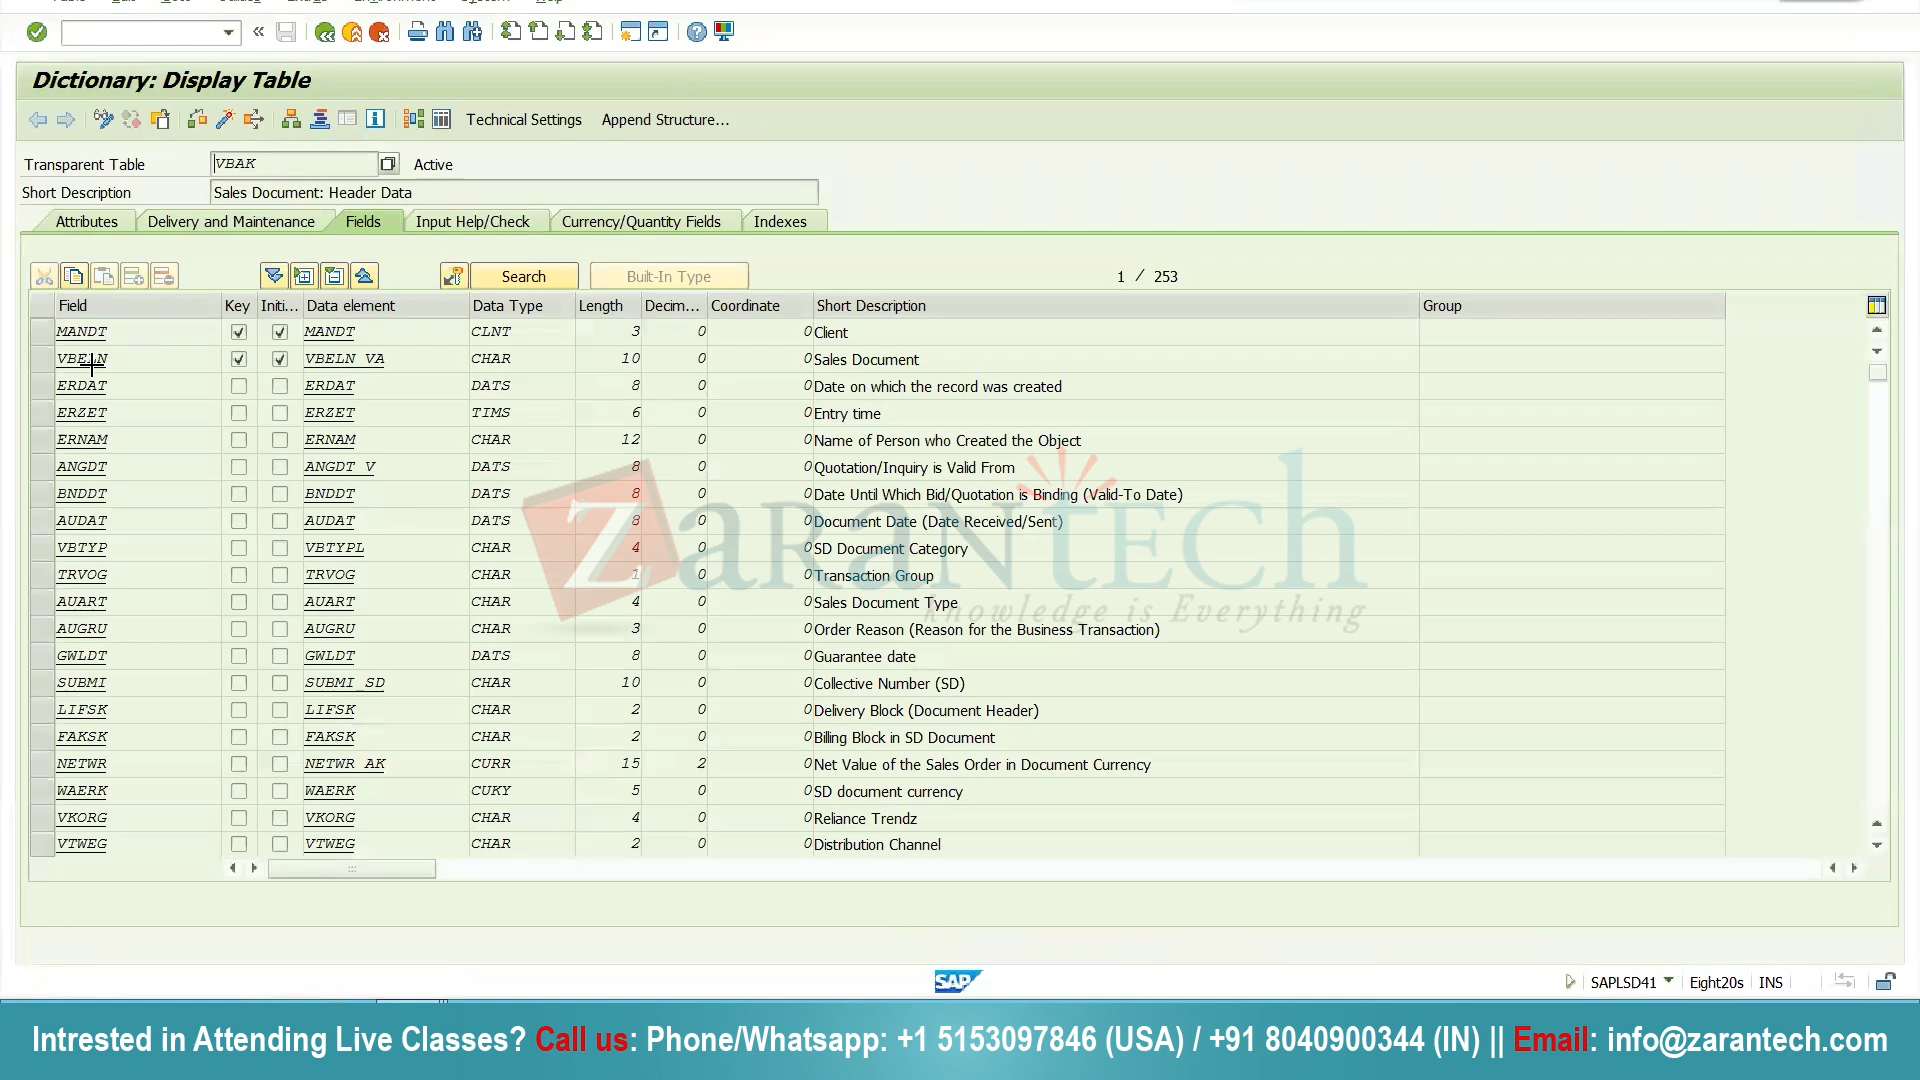 Dictionary: Display Table
Technical Settings Append Structure...
Transparent Table VBAK Active
Short Description Sales Document: Header Data
Attributes Delivery and Maintenance Fields Input Help/Check Currency/Quantity Fields Indexes
Search Built-In Type 1 / 253
Field Key Initi... Data element Data Type Length Decim... Coordinate Short Description Group
MANDT MANDT CLNT 3 0 0 Client
VBELN VBELN_VA CHAR 10 0 0 Sales Document
ERDAT ERDAT DATS 8 0 0 Date on which the record was created
ERZET ERZET TIMS 6 0 0 Entry time
ERNAM ERNAM CHAR 12 0 0 Name of Person who Created the Object
ANGDT ANGDT_V DATS 8 0 0 Quotation/Inquiry is Valid From
BNDDT BNDDT DATS 8 0 0 Date Until Which Bid/Quotation is Binding (Valid-To Date)
AUDAT AUDAT DATS 8 0 0 Document Date (Date Received/Sent)
VBTYP VBTYPL CHAR 4 0 0 SD Document Category
TRVOG TRVOG CHAR 1 0 0 Transaction Group
AUART AUART CHAR 4 0 0 Sales Document Type
AUGRU AUGRU CHAR 3 0 0 Order Reason (Reason for the Business Transaction)
GWLDT GWLDT DATS 8 0 0 Guarantee date
SUBMI SUBMI_SD CHAR 10 0 0 Collective Number (SD)
LIFSK LIFSK CHAR 2 0 0 Delivery Block (Document Header)
FAKSK FAKSK CHAR 2 0 0 Billing Block in SD Document
NETWR NETWR_AK CURR 15 2 0 Net Value of the Sales Order in Document Currency
WAERK WAERK CUKY 5 0 0 SD document currency
VKORG VKORG CHAR 4 0 0 Reliance Trendz
VTWEG VTWEG CHAR 2 0 0 Distribution Channel
ZaranTech
Knowledge is Everything
SAP SAPLSD41 Eight20s INS
Intrested in Attending Live Classes? Call us: Phone/Whatsapp: +1 5153097846 (USA) / +91 8040900344 (IN) || Email: info@zarantech.com